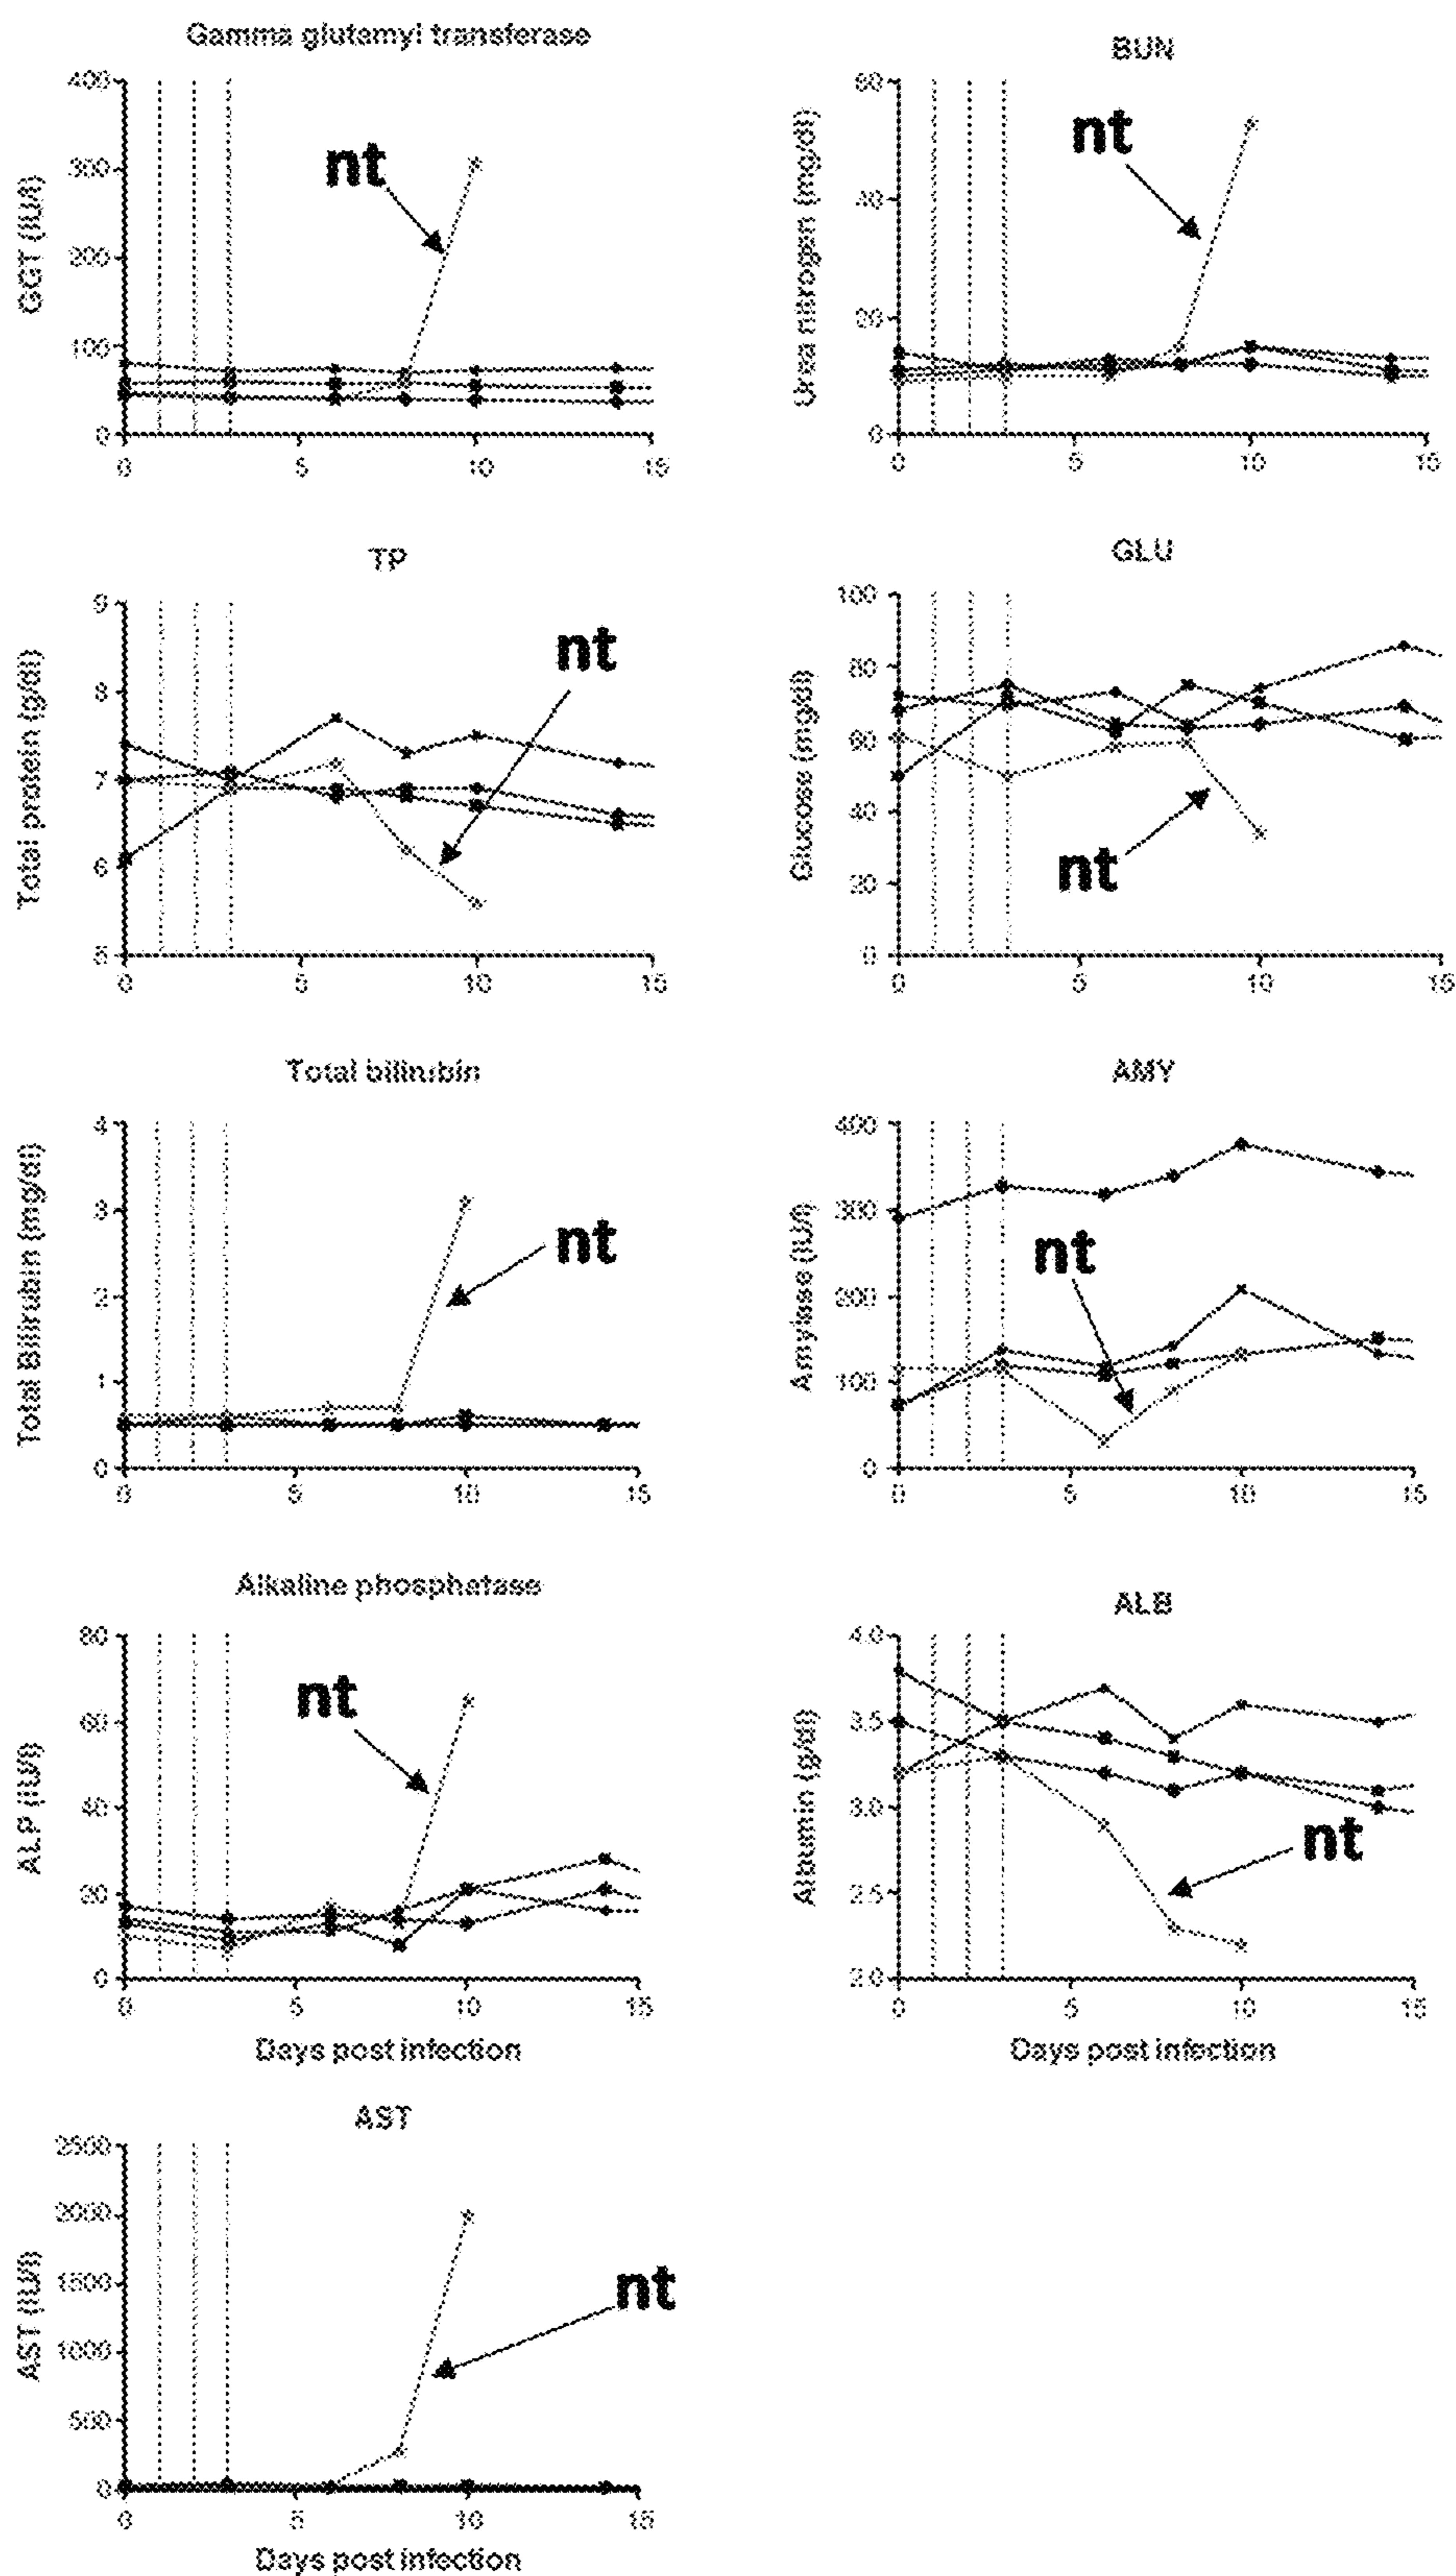 Gamma glutamyl transferase
GGT (IU/l)
400
300
200
100
0
nt
0 5 10 15
BUN
Urea nitrogen (mg/dl)
60
40
20
0
nt
0 5 10 15
TP
Total protein (g/dl)
9
8
7
6
5
nt
0 5 10 15
GLU
Glucose (mg/dl)
100
80
60
40
20
0
nt
0 5 10 15
Total bilirubin
Total Bilirubin (mg/dl)
4
3
2
1
0
nt
0 5 10 15
AMY
Amylase (IU/l)
400
300
200
100
0
nt
0 5 10 15
Alkaline phosphatase
ALP (IU/l)
80
60
40
20
0
nt
0 5 10 15
Days post infection
ALB
Albumin (g/dl)
4.0
3.5
3.0
2.5
2.0
nt
0 5 10 15
Days post infection
AST
AST (IU/l)
2500
2000
1500
1000
500
0
nt
0 5 10 15
Days post infection